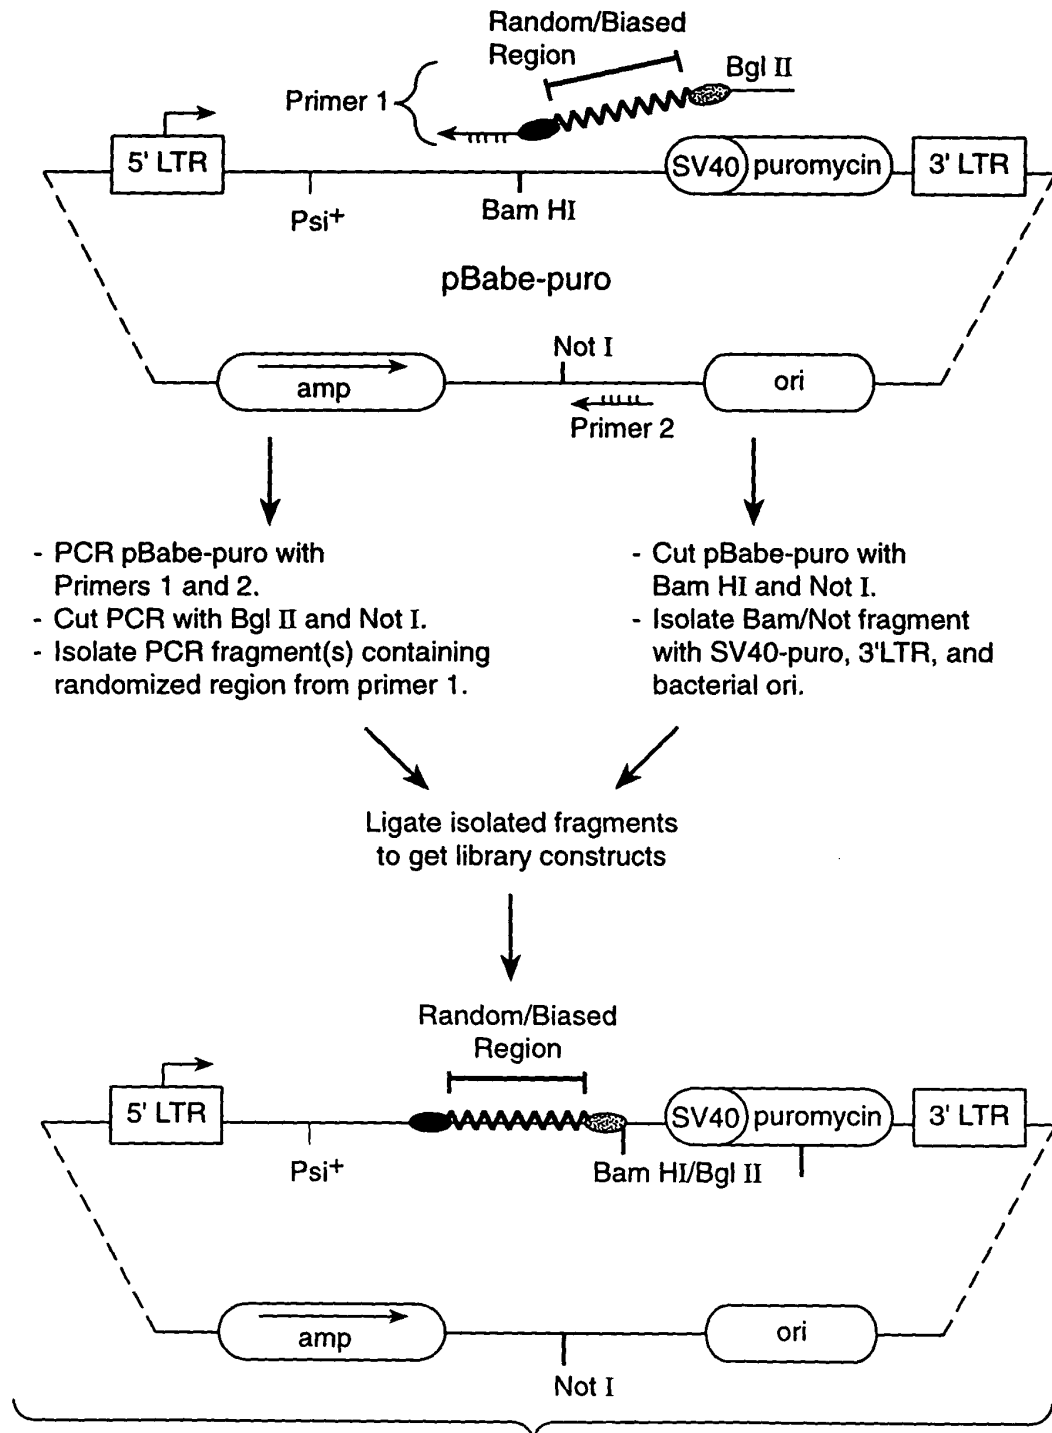 Random/Biased
Region
Bgl II
Primer 1
5' LTR
SV40
puromycin
3' LTR
Psi+
Bam HI
pBabe-puro
Not I
amp
ori
Primer 2
- PCR pBabe-puro with
Primers 1 and 2.
- Cut PCR with Bgl II and Not I.
- Isolate PCR fragment(s) containing
randomized region from primer 1.
- Cut pBabe-puro with
Bam HI and Not I.
- Isolate Bam/Not fragment
with SV40-puro, 3'LTR, and
bacterial ori.
Ligate isolated fragments
to get library constructs
Random/Biased
Region
5' LTR
SV40
puromycin
3' LTR
Psi+
Bam HI/Bgl II
amp
ori
Not I